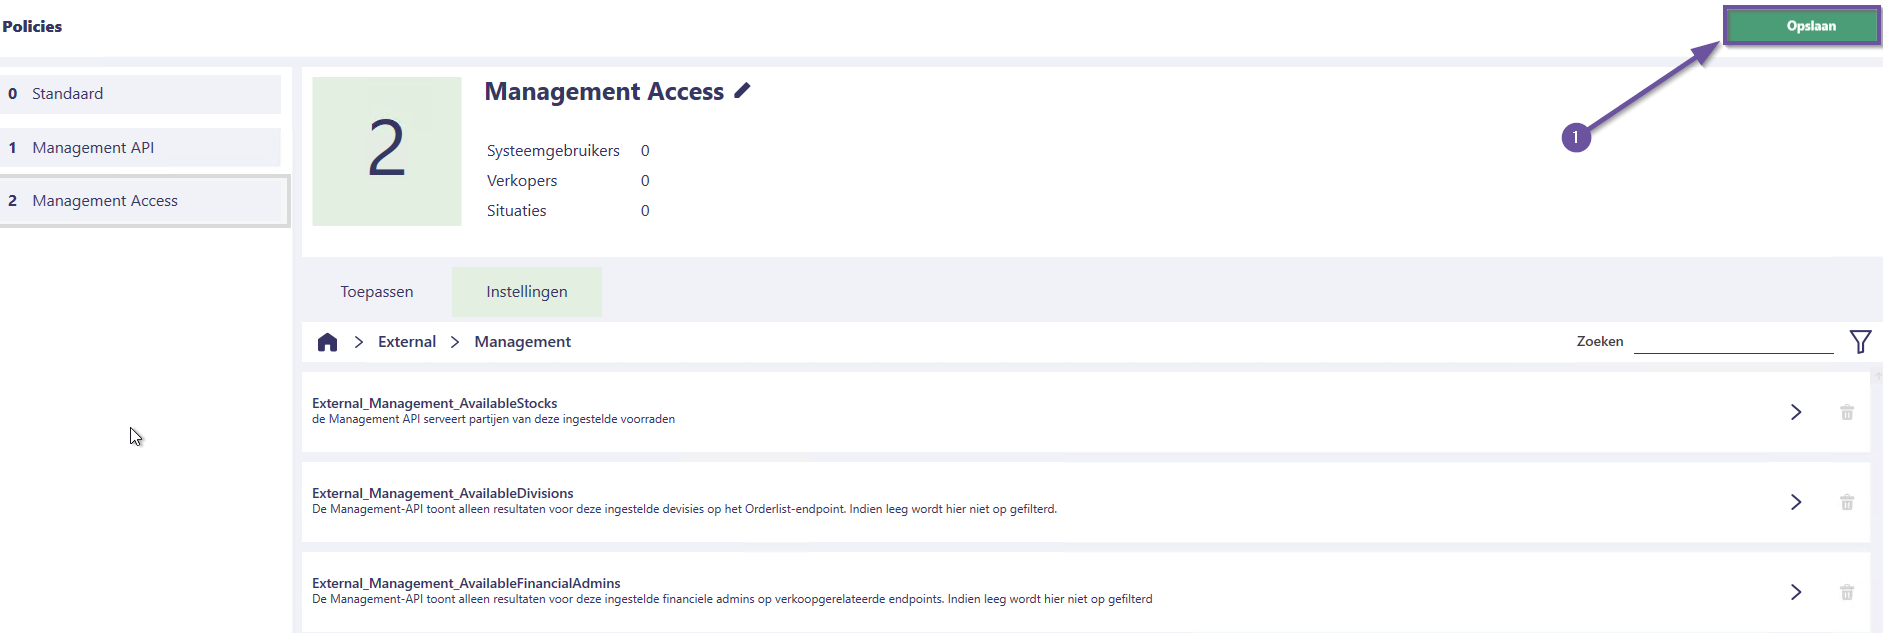 Policies
Opslaan
1
0 Standaard
1 Management API
2 Management Access
2
Management Access
Systeemgebruikers 0
Verkopers 0
Situaties 0
Toepassen Instellingen
External Management
Zoeken
External_Management_AvailableStocks
de Management API serveert partijen van deze ingestelde voorraden
External_Management_AvailableDivisions
De Management-API toont alleen resultaten voor deze ingestelde devisies op het Orderlist-endpoint. Indien leeg wordt hier niet op gefilterd.
External_Management_AvailableFinancialAdmins
De Management-API toont alleen resultaten voor deze ingestelde financiele admins op verkoopgerelateerde endpoints. Indien leeg wordt hier niet op gefilterd